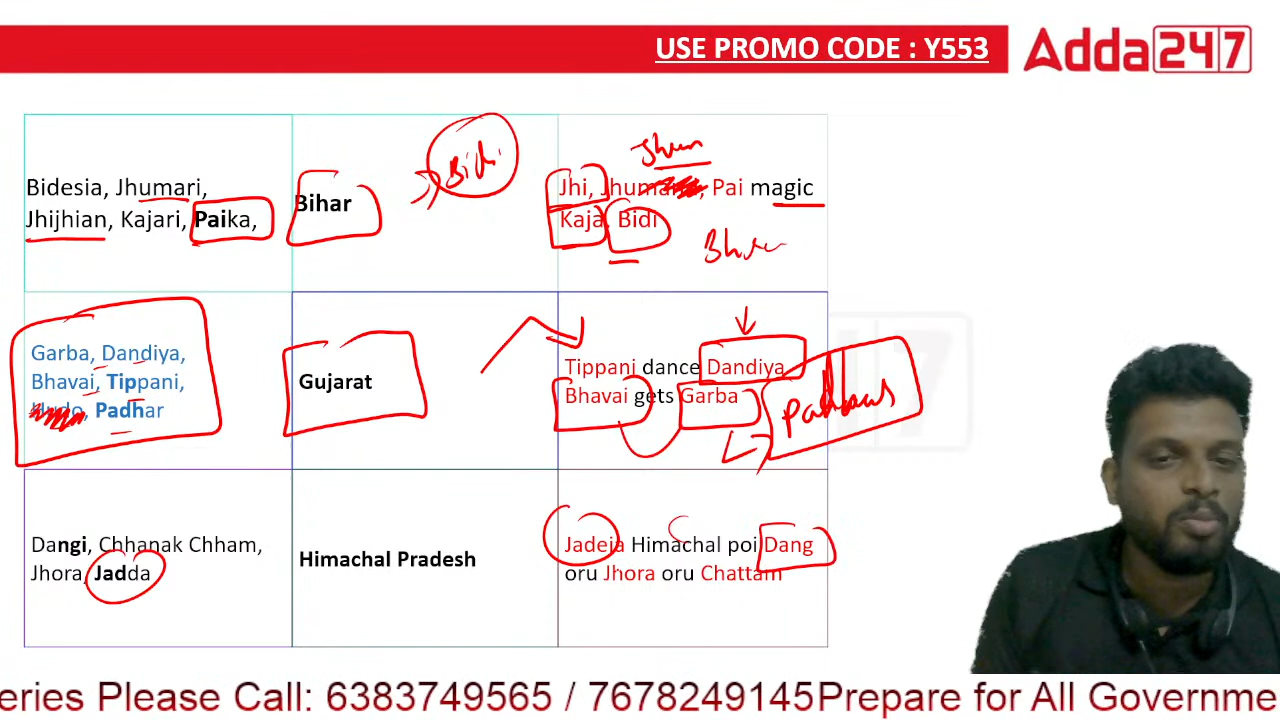 USE PROMO CODE : Y553
Adda247
Bidesia, Jhumari,
Jhijhian, Kajari, Paika,
Bihar
Bidi
Jhum
Jhi, Jhumari, Pai magic
Kaja, Bidi
Garba, Dandiya,
Bhavai, Tippani,
Padhar
Gujarat
Tippani dance Dandiya
Bhavai gets Garba
Dangi, Chhanak Chham,
Jhora, Jadda
Himachal Pradesh
Jadeja Himachal poi Dang
oru Jhora oru Chattam
eries Please Call: 6383749565 / 7678249145Prepare for All Governme